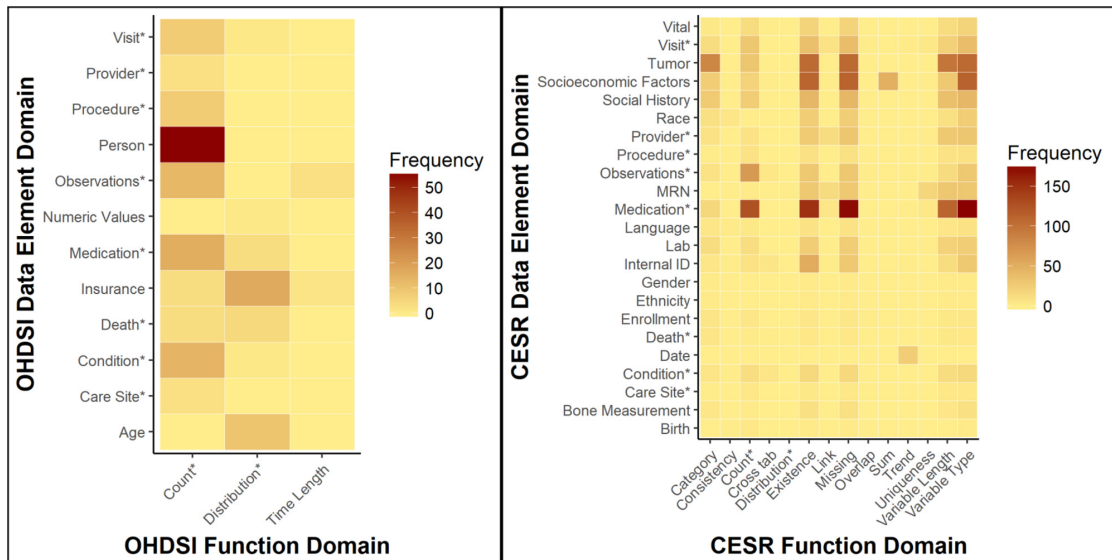 OHDSI Data Element Domain
Visit*
Provider*
Procedure*
Person
Observations*
Numeric Values
Medication*
Insurance
Death*
Condition*
Care Site*
Age
Count*
Distribution*
Time Length
OHDSI Function Domain
Frequency
50
40
30
20
10
0
CESR Data Element Domain
Vital
Visit*
Tumor
Socioeconomic Factors
Social History
Race
Provider*
Procedure*
Observations*
MRN
Medication*
Language
Lab
Internal ID
Gender
Ethnicity
Enrollment
Death*
Date
Condition*
Care Site*
Bone Measurement
Birth
Category
Consistency
Count*
Cross tab
Distribution*
Existence
Link
Missing
Overlap
Sum
Trend
Uniqueness
Variable Length
Variable Type
CESR Function Domain
Frequency
150
100
50
0